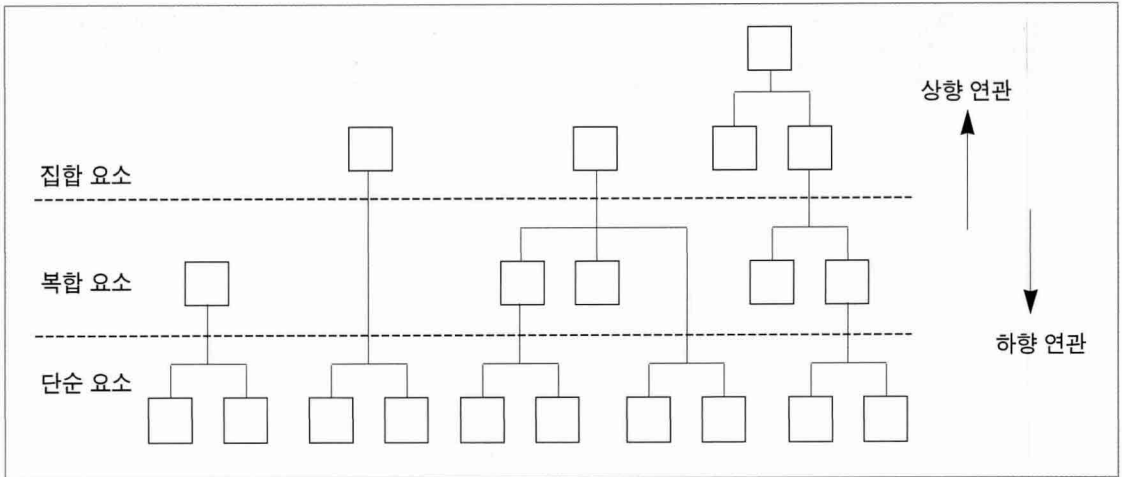 상향 연관
집합 요소
복합 요소
하향 연관
단순 요소